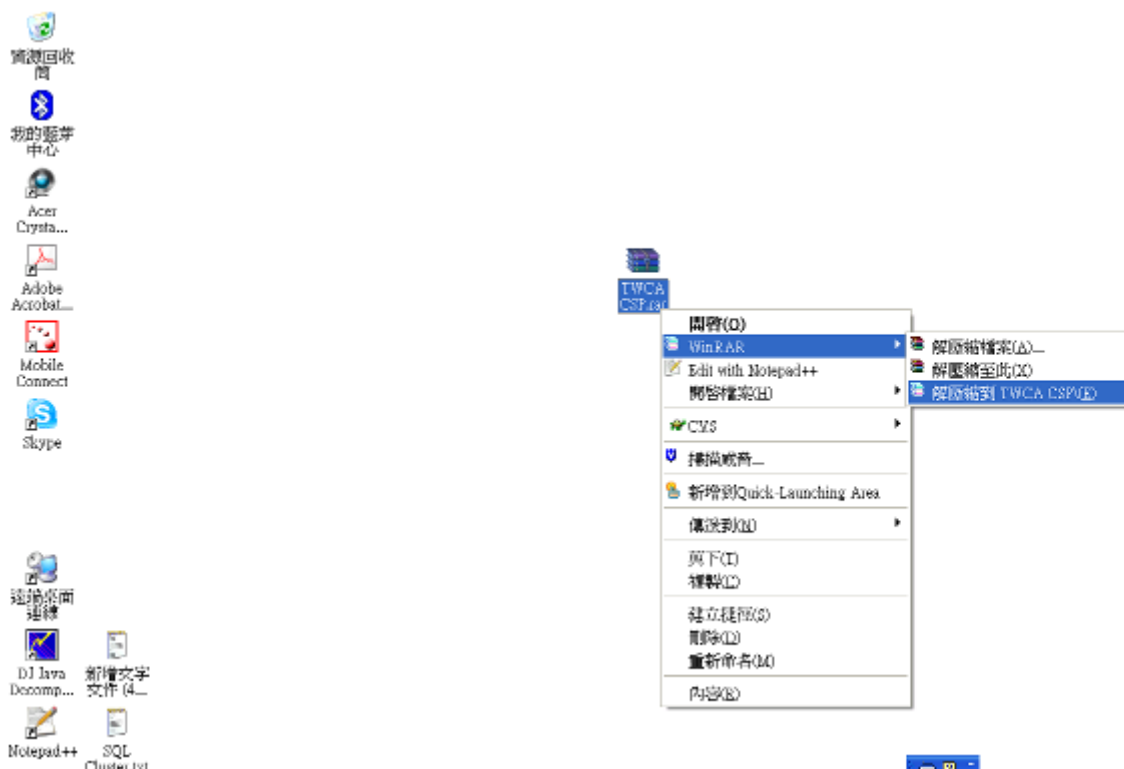 資源回收
筒
我的藍芽
中心
Acer
Crysta...
Adobe
Acrobat...
Mobile
Connect
Skype
遠端桌面
連線
DJ Java
Decomp...
新增文字
文件 (4...
Notepad++
SQL
Cluster.txt
TWCA
CSP.rar
開啓(O)
WinRAR
Edit with Notepad++
開啓檔案(H)
CVS
掃描威脅...
新增到Quick-Launching Area
傳送到(N)
剪下(T)
複製(C)
建立捷徑(S)
刪除(D)
重新命名(M)
內容(R)
解壓縮檔案(A)...
解壓縮至此(X)
解壓縮到 TWCA CSP\(E)